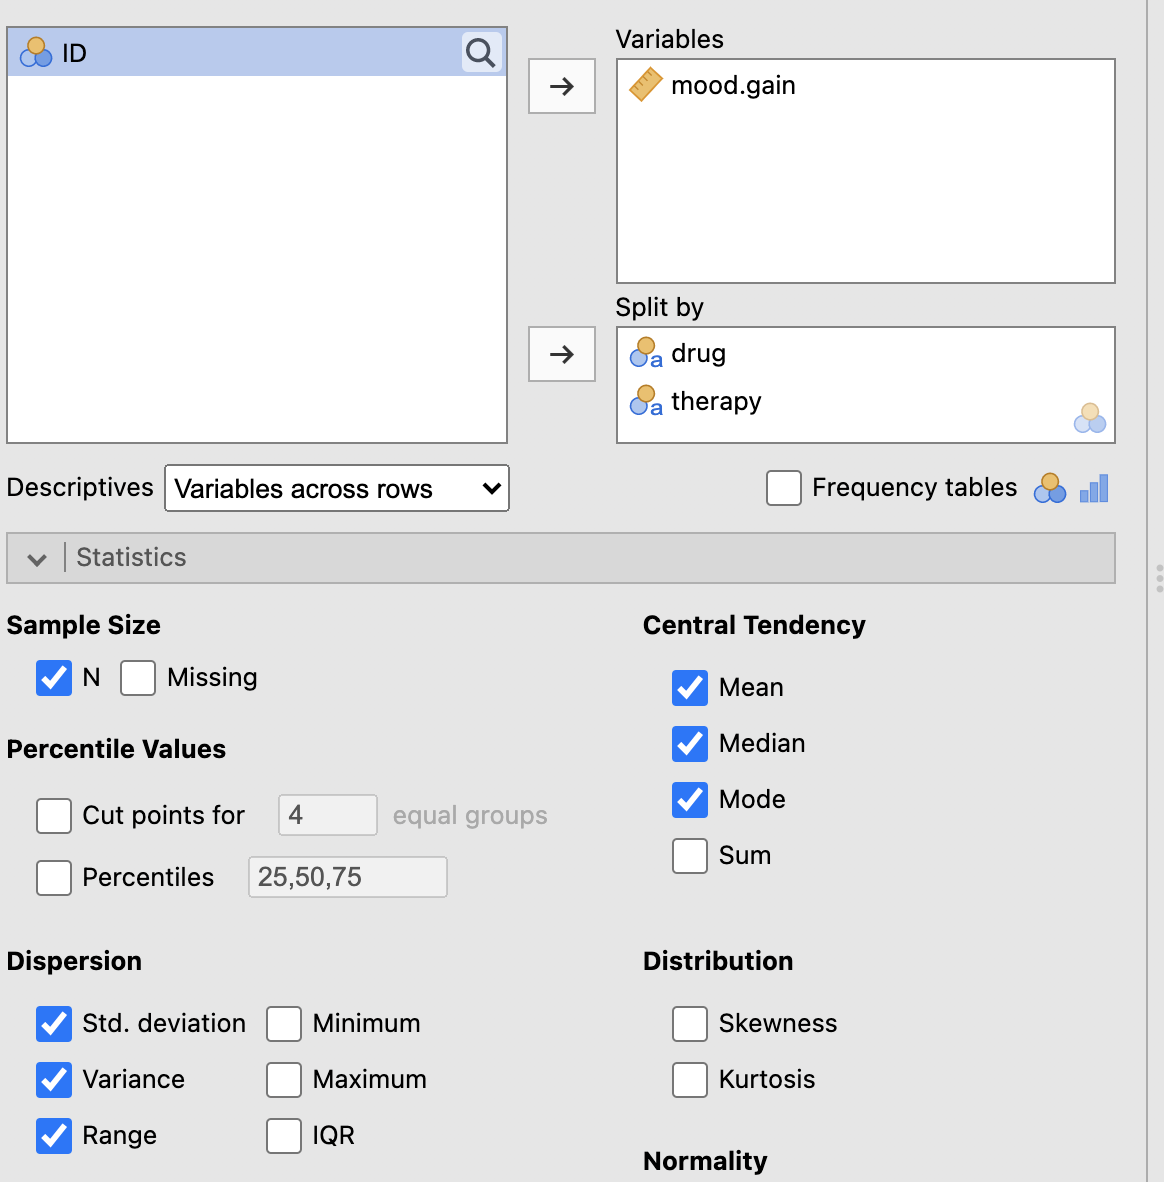 ID
Variables
mood.gain
Split by
a drug
a therapy
Descriptives Variables across rows
Frequency tables
Statistics
Sample Size
N Missing
Percentile Values
Cut points for 4 equal groups
Percentiles 25,50,75
Central Tendency
Mean
Median
Mode
Sum
Dispersion
Std. deviation Minimum
Variance Maximum
Range IQR
Distribution
Skewness
Kurtosis
Normality